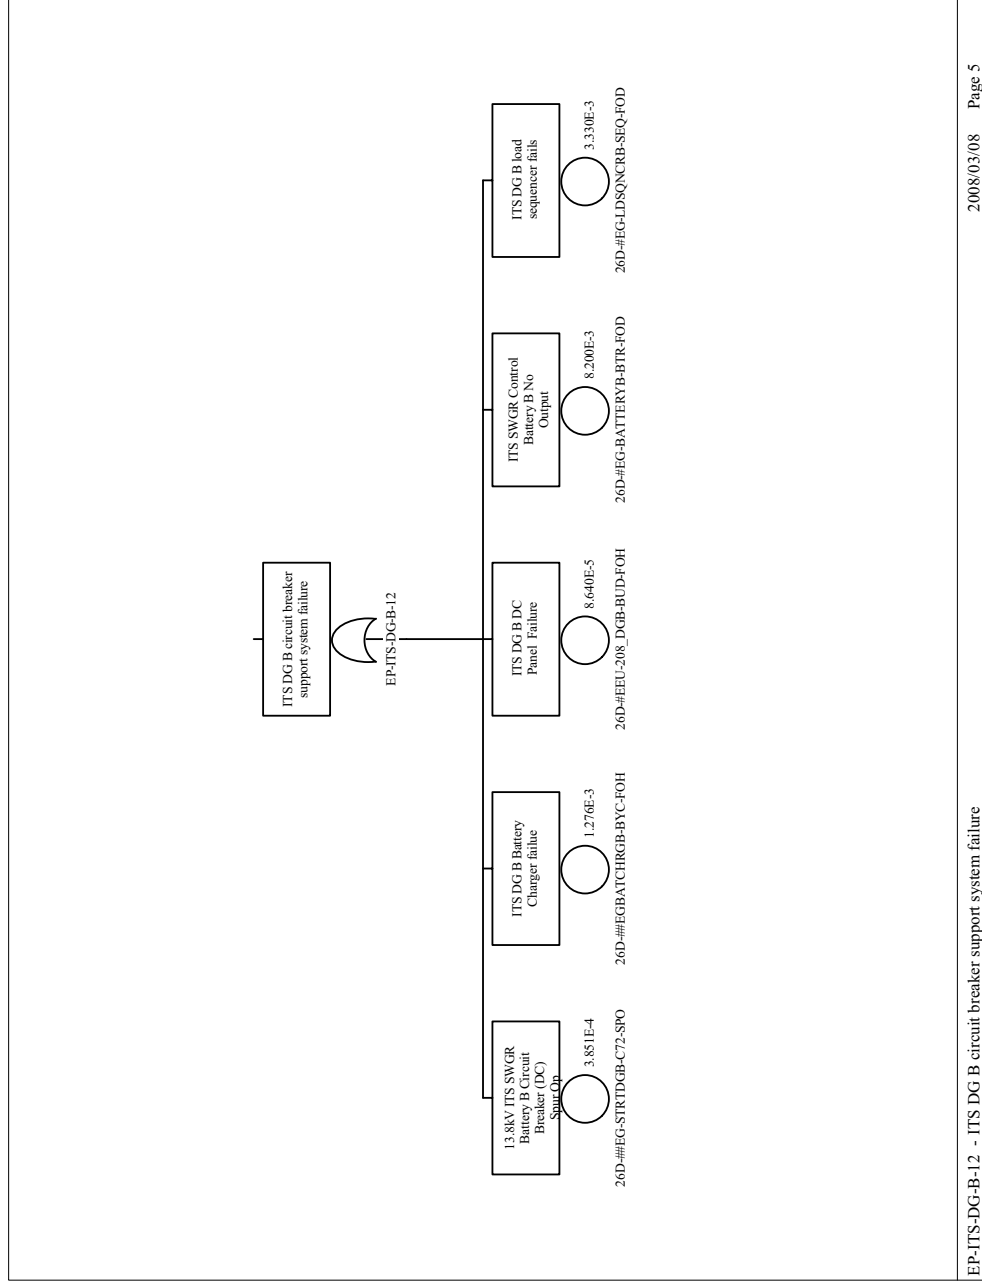 ITS DG B circuit breaker
support system failure
EP-ITS-DG-B-12
13.8kV ITS SWGR
Battery B Circuit
Breaker (DC)
Spur Op
3.851E-4
26D-##EG-STRTDGB-C72-SPO
ITS DG B Battery
Charger failue
1.276E-3
26D-##EGBATCHRGB-BYC-FOH
ITS DG B DC
Panel Failure
8.640E-5
26D-#EEU-208_DGB-BUD-FOH
ITS SWGR Control
Battery B No
Output
8.200E-3
26D-#EG-BATTERYB-BTR-FOD
ITS DG B load
sequencer fails
3.330E-3
26D-#EG-LDSQNCRB-SEQ-FOD
EP-ITS-DG-B-12 - ITS DG B circuit breaker support system failure
2008/03/08 Page 5